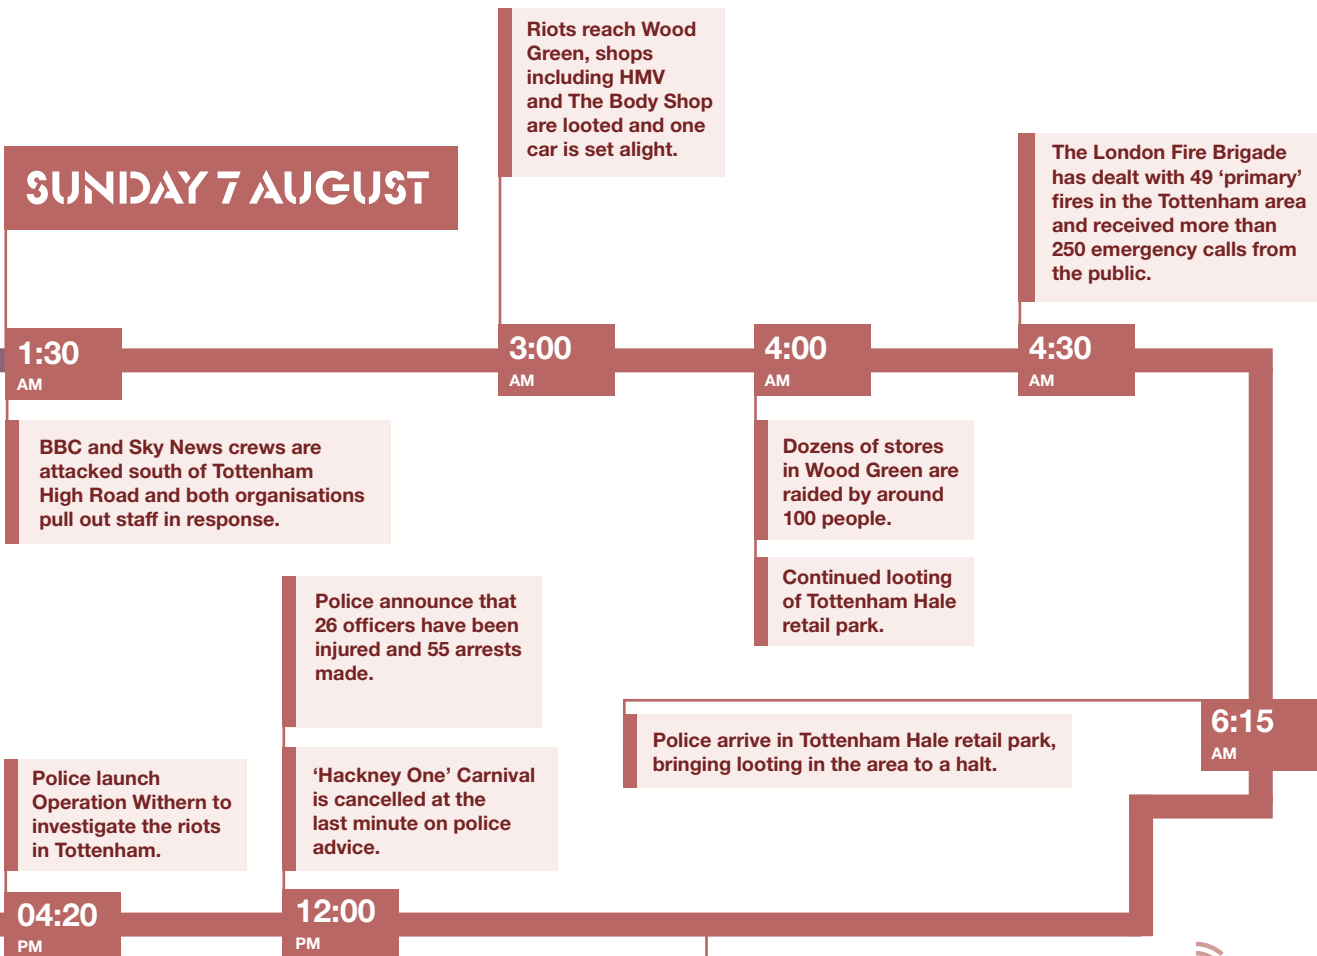 SUNDAY 7 AUGUST
1:30
AM
BBC and Sky News crews are
attacked south of Tottenham
High Road and both organisations
pull out staff in response.
Riots reach Wood
Green, shops
including HMV
and The Body Shop
are looted and one
car is set alight.
3:00
AM
4:00
AM
Dozens of stores
in Wood Green are
raided by around
100 people.
Continued looting
of Tottenham Hale
retail park.
The London Fire Brigade
has dealt with 49 ‘primary’
fires in the Tottenham area
and received more than
250 emergency calls from
the public.
4:30
AM
6:15
AM
Police arrive in Tottenham Hale retail park,
bringing looting in the area to a halt.
Police announce that
26 officers have been
injured and 55 arrests
made.
‘Hackney One’ Carnival
is cancelled at the
last minute on police
advice.
12:00
PM
Police launch
Operation Withern to
investigate the riots
in Tottenham.
04:20
PM